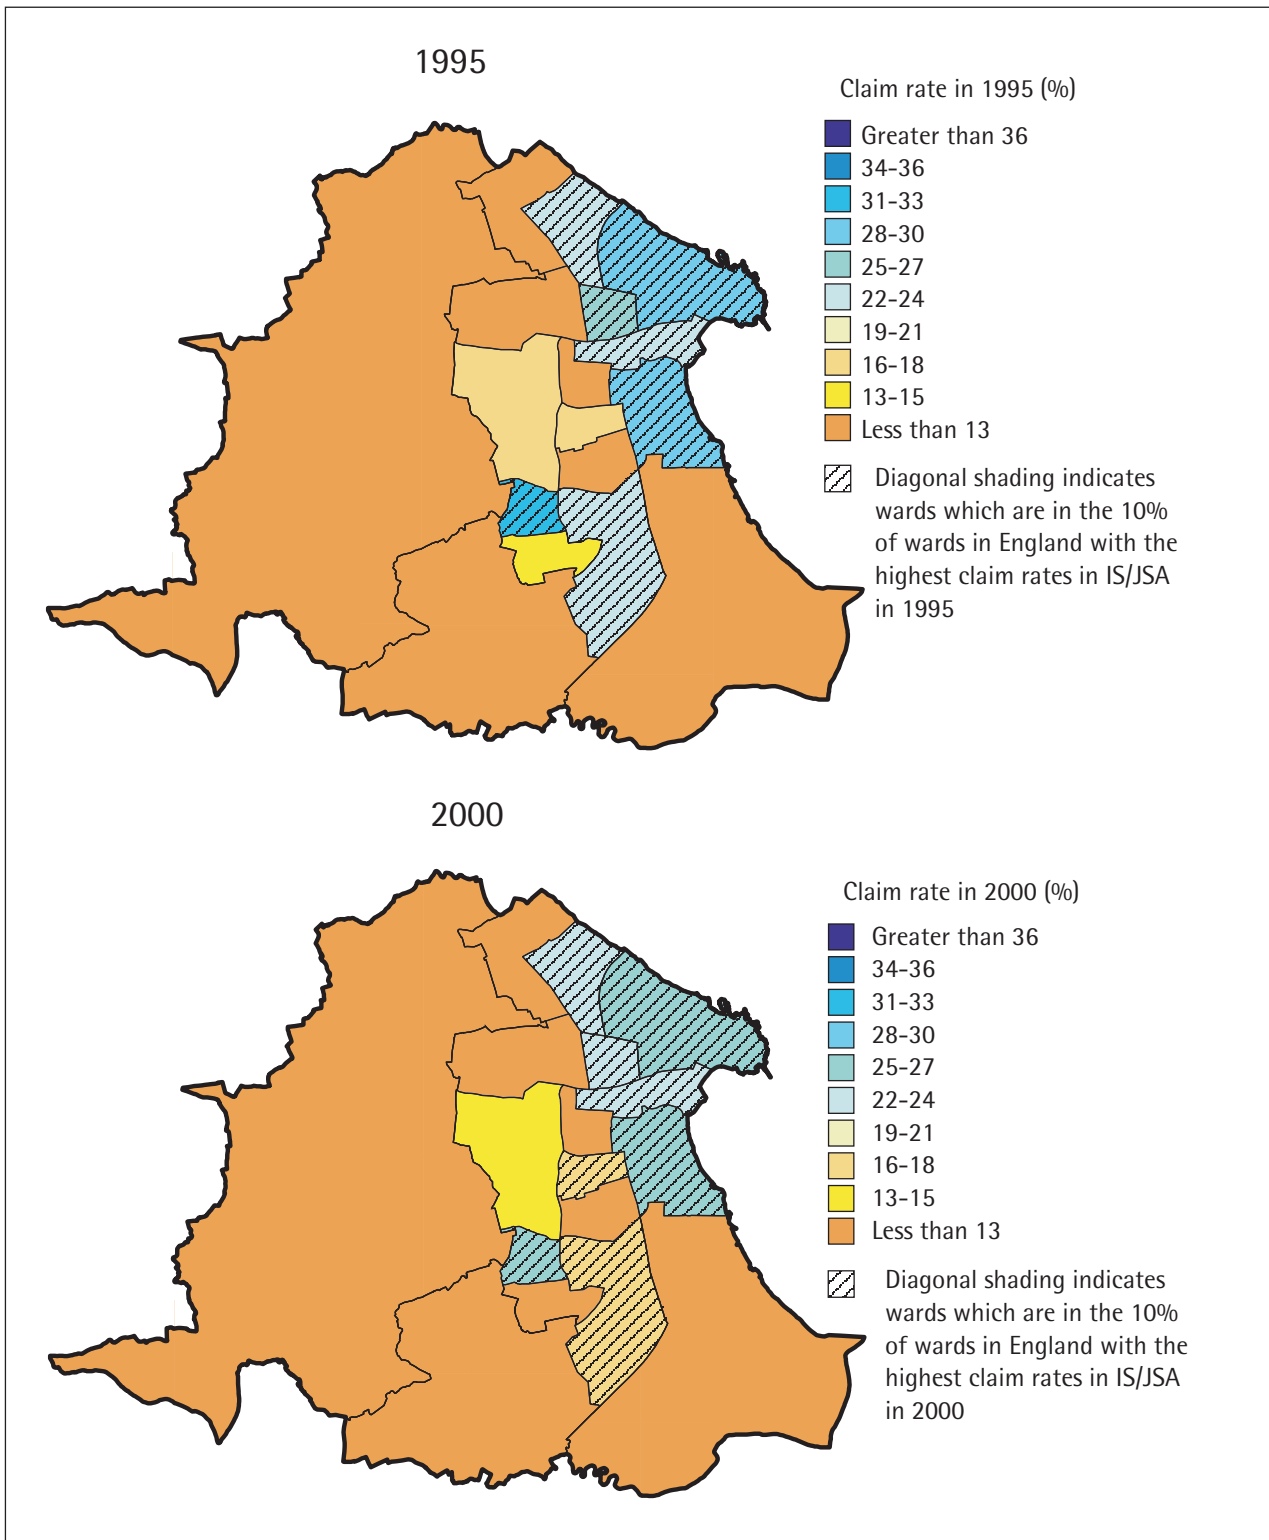 1995
Claim rate in 1995 (%)
Greater than 36
34-36
31-33
28-30
25-27
22-24
19-21
16-18
13-15
Less than 13
Diagonal shading indicates
wards which are in the 10%
of wards in England with the
highest claim rates in IS/JSA
in 1995
2000
Claim rate in 2000 (%)
Greater than 36
34-36
31-33
28-30
25-27
22-24
19-21
16-18
13-15
Less than 13
Diagonal shading indicates
wards which are in the 10%
of wards in England with the
highest claim rates in IS/JSA
in 2000